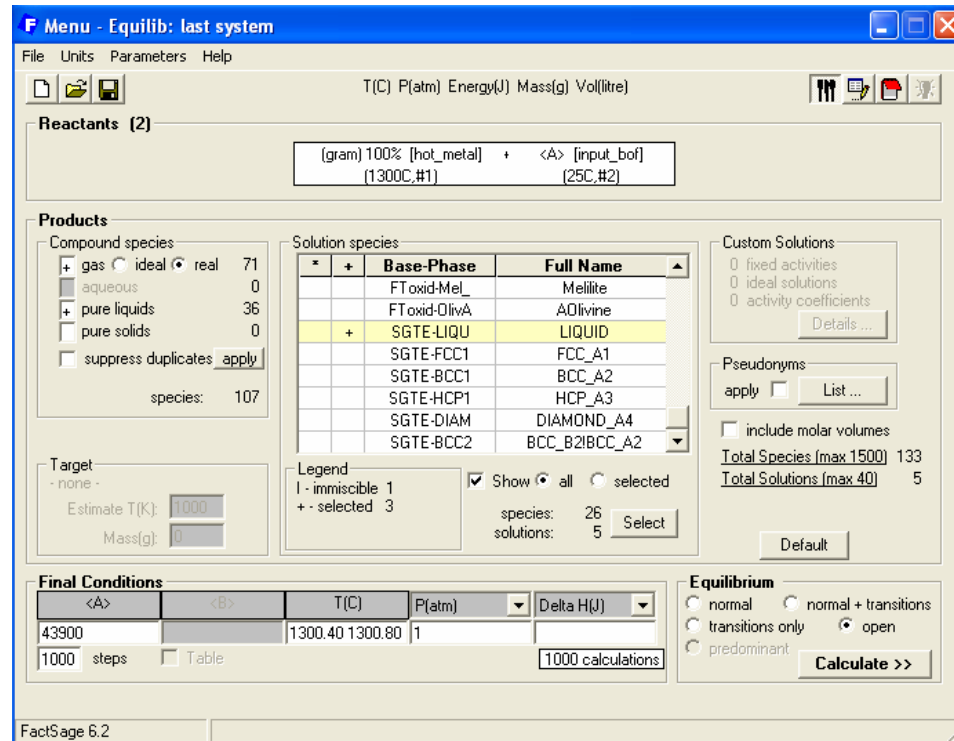 F Menu - Equilib: last system
File Units Parameters Help
T(C) P(atm) Energy(J) Mass(g) Vol(litre)
Reactants (2)
(gram) 100% [hot_metal] + <A> [input_bof]
(1300C,#1) (25C,#2)
Products
Compound species
+ gas ideal real 71
aqueous 0
+ pure liquids 36
pure solids 0
suppress duplicates apply
species: 107
Target
- none -
Estimate T(K): 1000
Mass(g): 0
Solution species
* + Base-Phase Full Name
FToxid-Mel_ Melilite
FToxid-OlivA AOlivine
+ SGTE-LIQU LIQUID
SGTE-FCC1 FCC_A1
SGTE-BCC1 BCC_A2
SGTE-HCP1 HCP_A3
SGTE-DIAM DIAMOND_A4
SGTE-BCC2 BCC_B2!BCC_A2
Legend
I - immiscible 1
+ - selected 3
Show all selected
species: 26
solutions: 5
Select
Custom Solutions
0 fixed activities
0 ideal solutions
0 activity coefficients
Details ...
Pseudonyms
apply List ...
include molar volumes
Total Species (max 1500) 133
Total Solutions (max 40) 5
Default
Final Conditions
<A> <B> T(C) P(atm) Delta H(J)
43900 1300.40 1300.80 1
1000 steps Table 1000 calculations
Equilibrium
normal normal + transitions
transitions only open
predominant
Calculate >>
FactSage 6.2